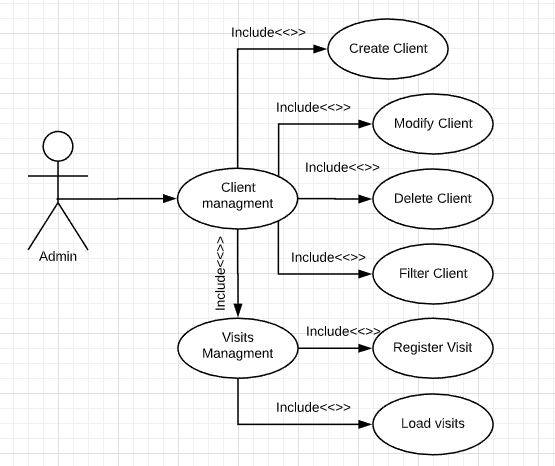 Include<<>>
Create Client
Include<<>>
Modify Client
Include<<>>
Client
managment
Delete Client
Admin
Include<<>>
Include<<>>
Filter Client
Visits
Managment
Include<<>>
Register Visit
Include<<>>
Load visits